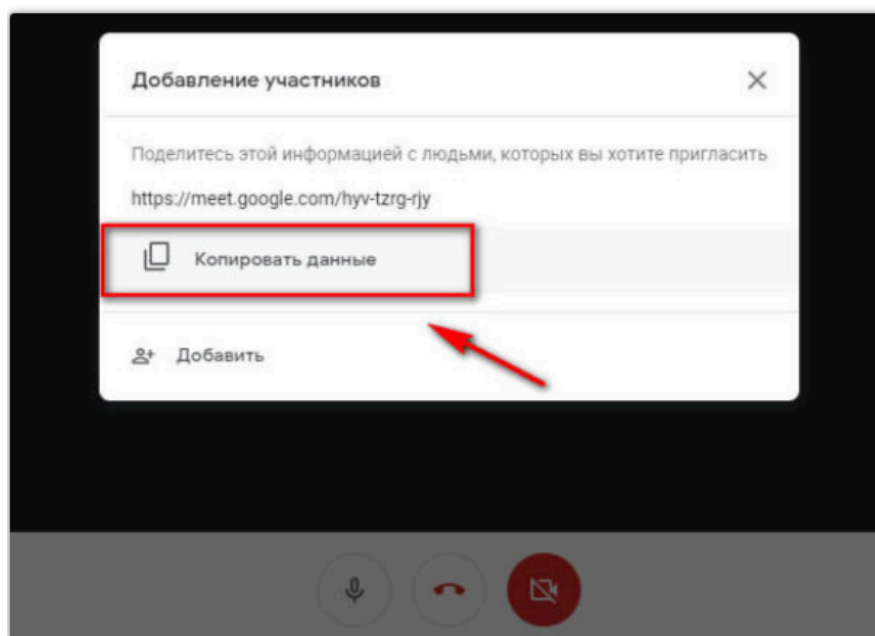 Добавление участников
Поделитесь этой информацией с людьми, которых вы хотите пригласить
https://meet.google.com/hyv-tzrg-rjy
Копировать данные
Добавить